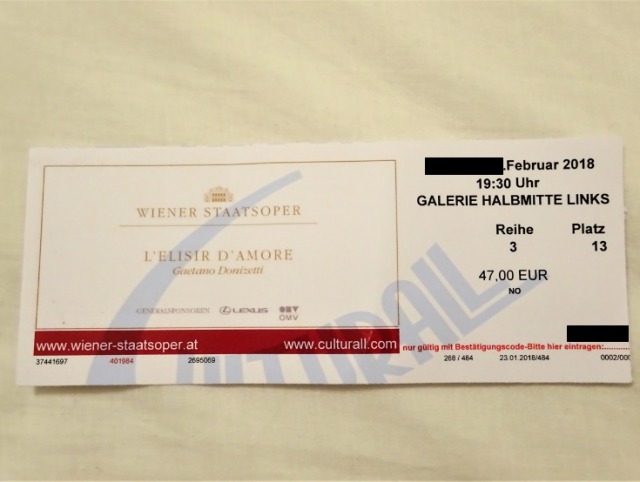 WIENER STAATSOPER
L'ELISIR D'AMORE
Gaetano Donizetti
GENERALSPONSOREN LEXUS OMV
www.wiener-staatsoper.at www.culturall.com
37441697 401984 2695069
CULTURALL
.Februar 2018
19:30 Uhr
GALERIE HALBMITTE LINKS
Reihe Platz
3 13
47,00 EUR
NO
nur gültig mit Bestätigungscode-Bitte hier eintragen:..........
266 / 484 23.01.2018/484 0002/000